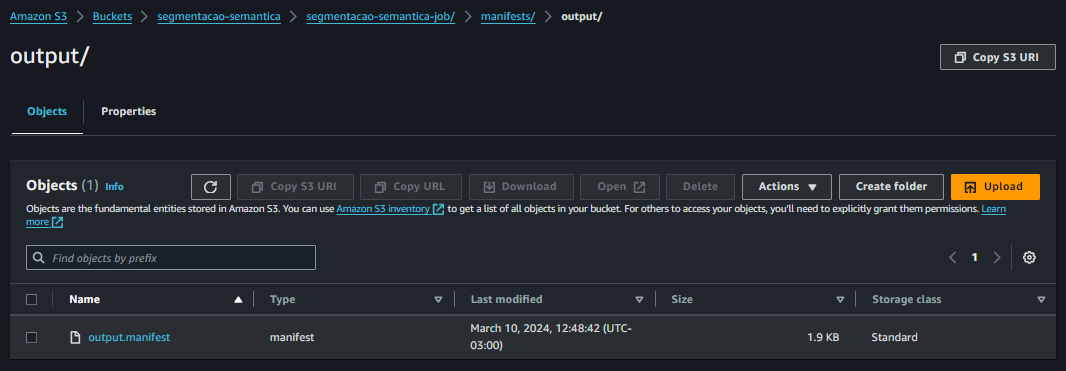 Amazon S3 > Buckets > segmentacao-semantica > segmentacao-semantica-job/ > manifests/ > output/
output/
Copy S3 URI
Objects
Properties
Objects (1) Info
Copy S3 URI
Copy URL
Download
Open
Delete
Actions
Create folder
Upload
Objects are the fundamental entities stored in Amazon S3. You can use Amazon S3 inventory to get a list of all objects in your bucket. For others to access your objects, you'll need to explicitly grant them permissions. Learn
more
Find objects by prefix
1
Name Type Last modified Size Storage class
output.manifest manifest March 10, 2024, 12:48:42 (UTC-
03:00) 1.9 KB Standard